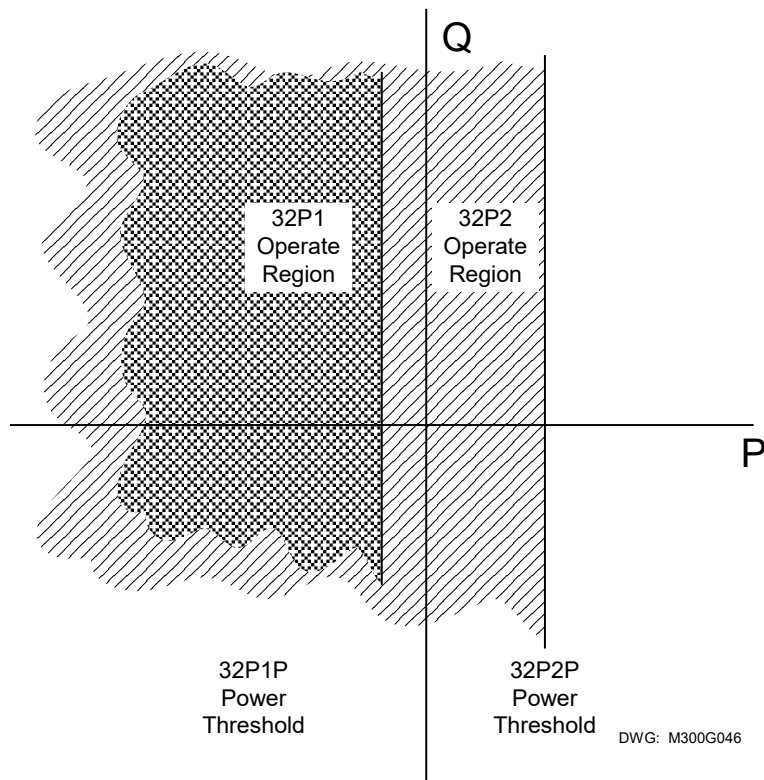 Q
32P1
Operate
Region
32P2
Operate
Region
P
32P1P
Power
Threshold
32P2P
Power
Threshold
DWG: M300G046